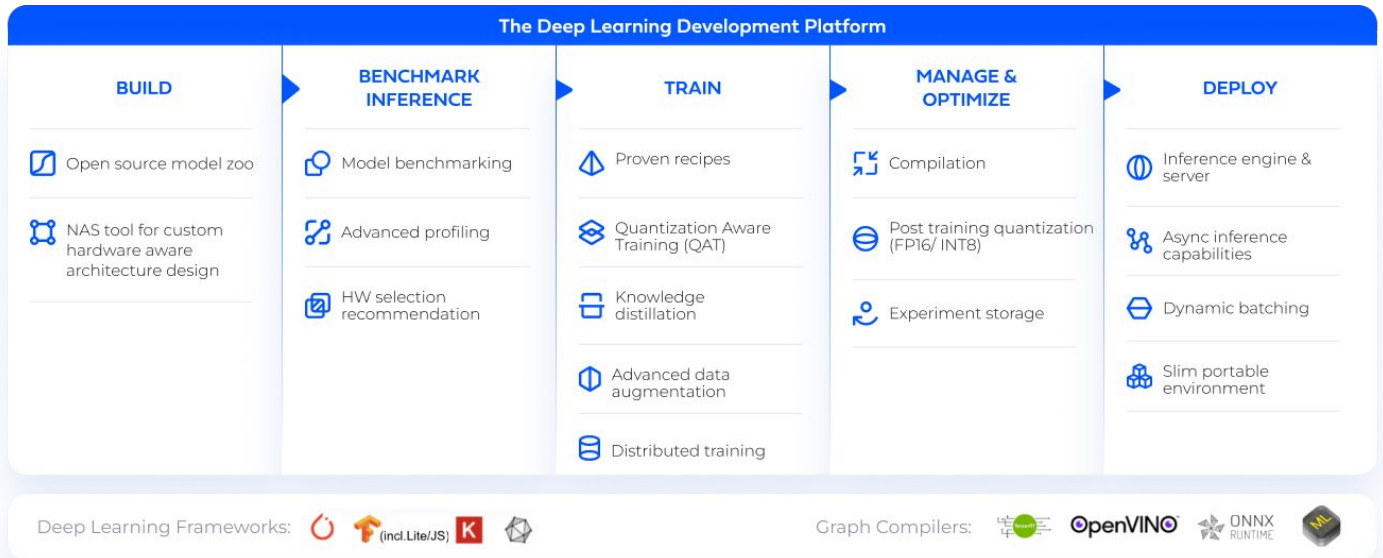 The Deep Learning Development Platform
BUILD
Open source model zoo
NAS tool for custom
hardware aware
architecture design
BENCHMARK
INFERENCE
Model benchmarking
Advanced profiling
HW selection
recommendation
TRAIN
Proven recipes
Quantization Aware
Training (QAT)
Knowledge
distillation
Advanced data
augmentation
Distributed training
MANAGE &
OPTIMIZE
Compilation
Post training quantization
(FP16/ INT8)
Experiment storage
DEPLOY
Inference engine &
server
Async inference
capabilities
Dynamic batching
Slim portable
environment
Deep Learning Frameworks:
(incl.Lite/JS)
K
Graph Compilers:
OpenVINO
ONNX
RUNTIME
ML